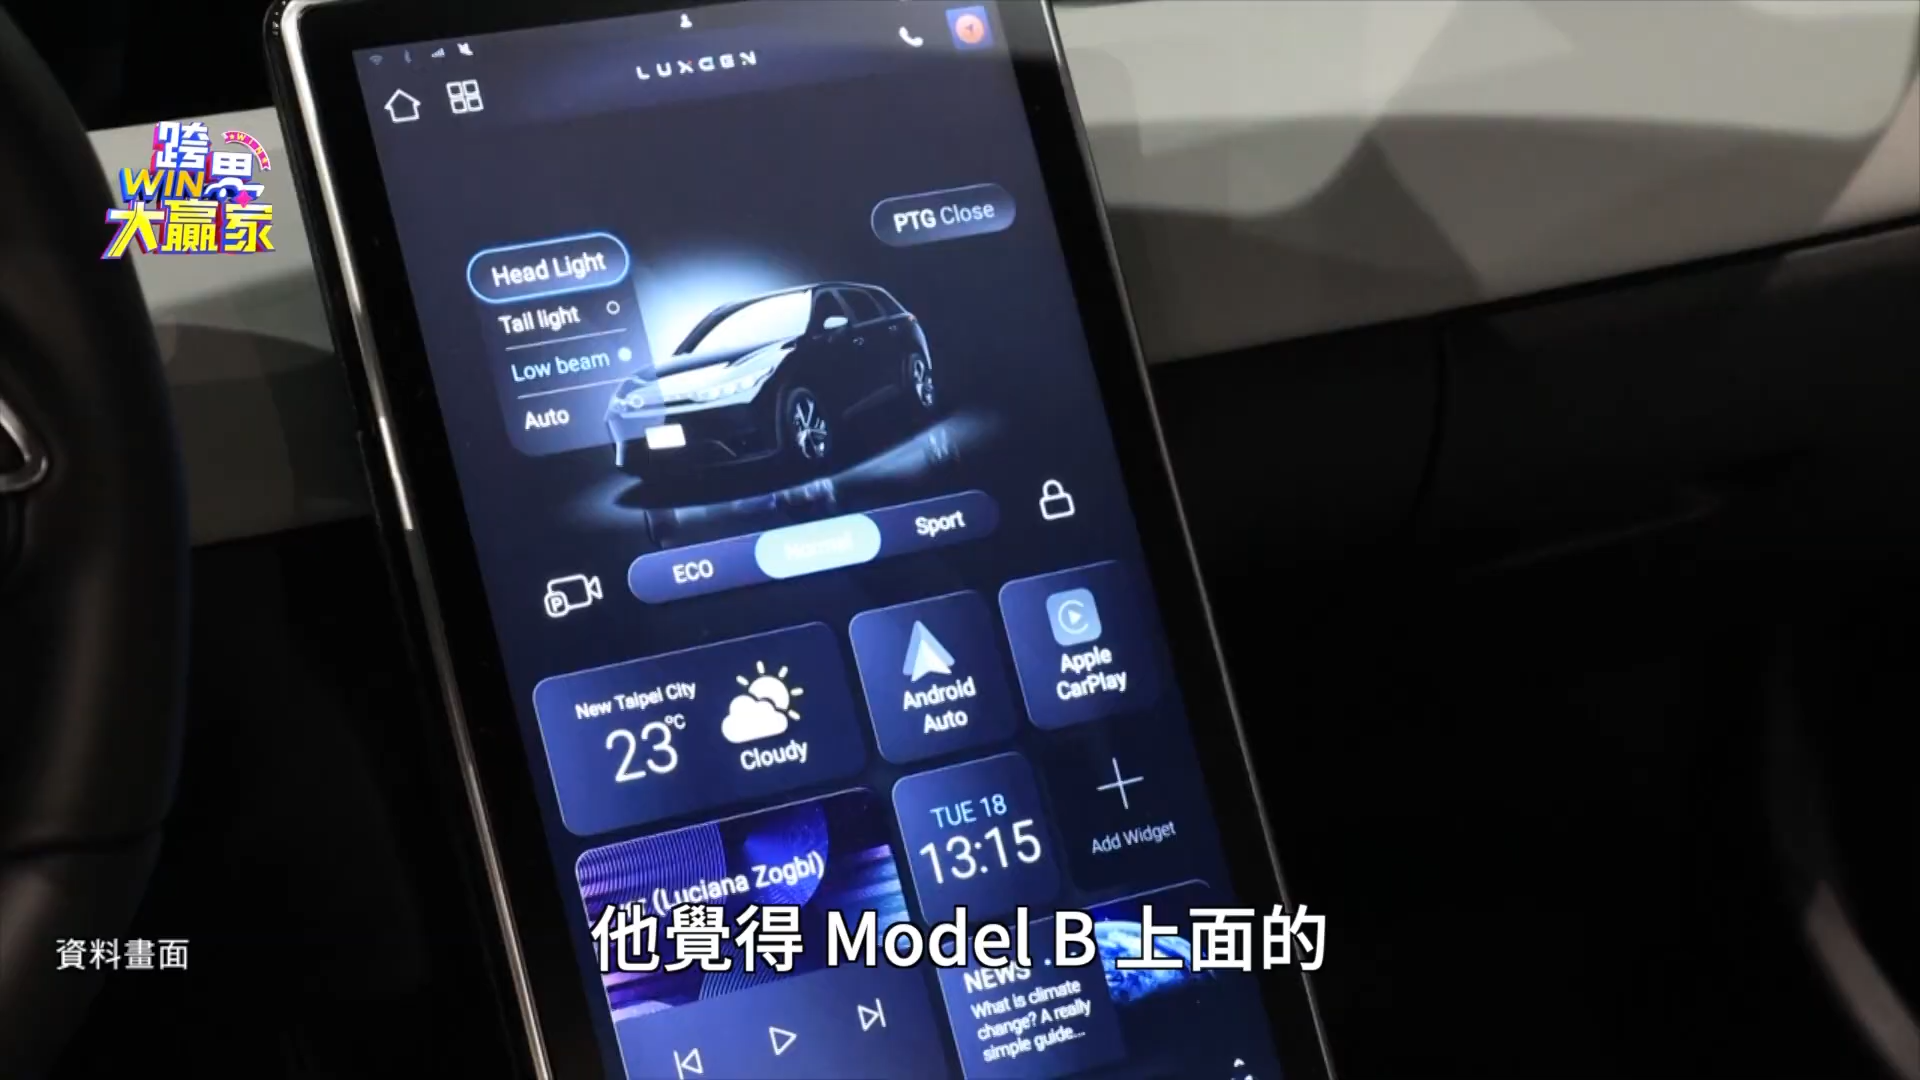 LUXGEN
跨界
WIN WIN
大贏家
PTG Close
Head Light
Tail light
Low beam
Auto
ECO
Normal
Sport
P
New Taipei City
23°C
Cloudy
Android
Auto
Apple
CarPlay
TUE 18
13:15
Add Widget
(Luciana Zogbi)
他覺得 Model B 上面的
資料畫面
NEWS
What is climate
change? A really
simple guide...